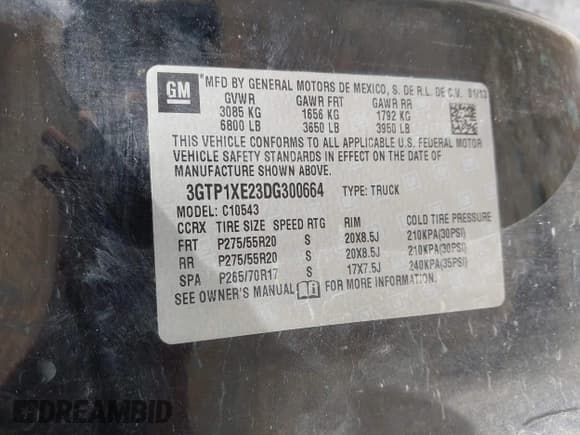 GM
*MFD BY GENERAL MOTORS DE MEXICO, S. DE R.L. DE C.V. 01/13
GVWR GAWR FRT GAWR RR
3085 KG 1656 KG 1792 KG
6800 LB 3650 LB 3950 LB
THIS VEHICLE CONFORMS TO ALL APPLICABLE U.S. FEDERAL MOTOR
VEHICLE SAFETY STANDARDS IN EFFECT ON THE DATE OF
MANUFACTURE SHOWN ABOVE.
3GTP1XE23DG300664 TYPE: TRUCK
MODEL: C10543
CCRX TIRE SIZE SPEED RTG RIM COLD TIRE PRESSURE
FRT P275/55R20 S 20X8.5J 210KPA(30PSI)
RR P275/55R20 S 20X8.5J 210KPA(30PSI)
SPA P265/70R17 S 17X7.5J 240KPA(35PSI)
SEE OWNER'S MANUAL FOR MORE INFORMATION.
DREAMBID